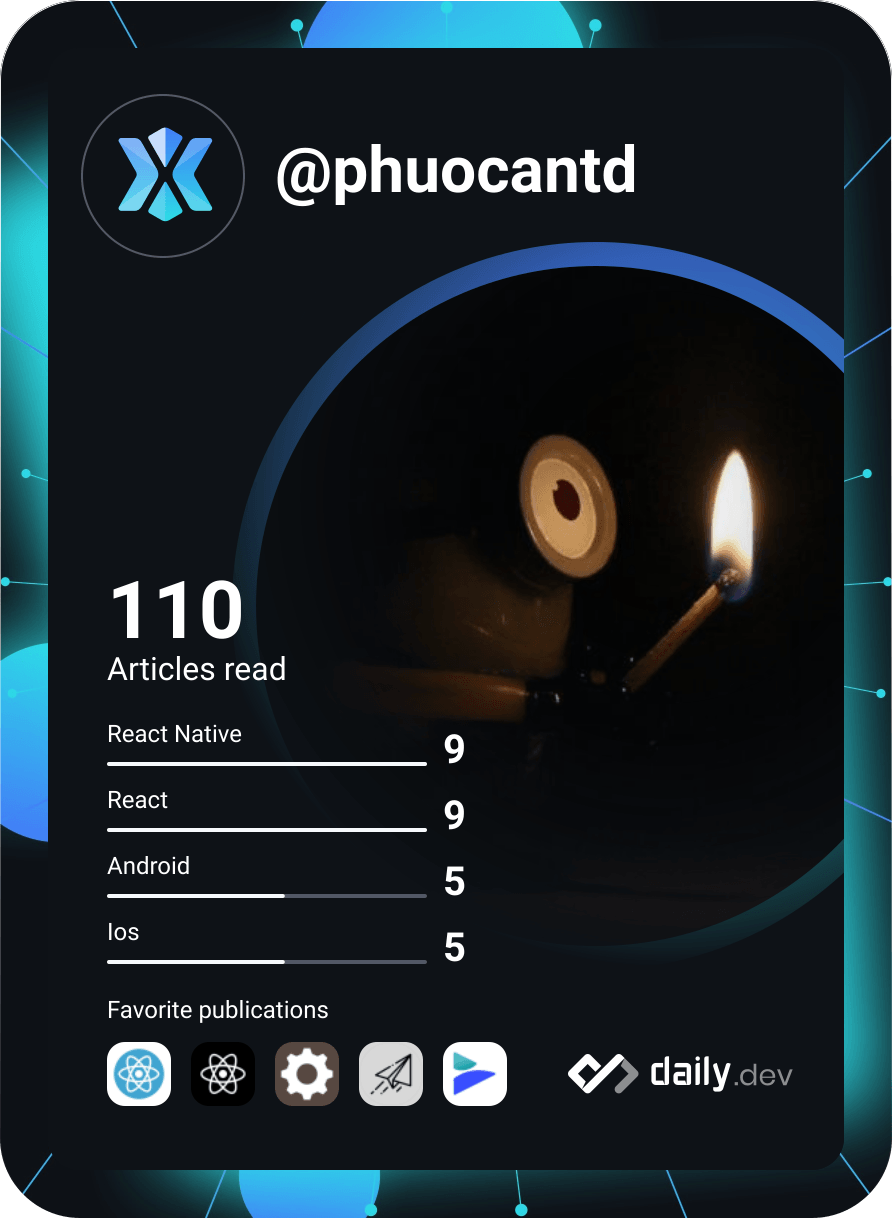 @phuocantd
110
Articles read
React Native
9
React
9
Android
5
Ios
5
Favorite publications
daily.dev